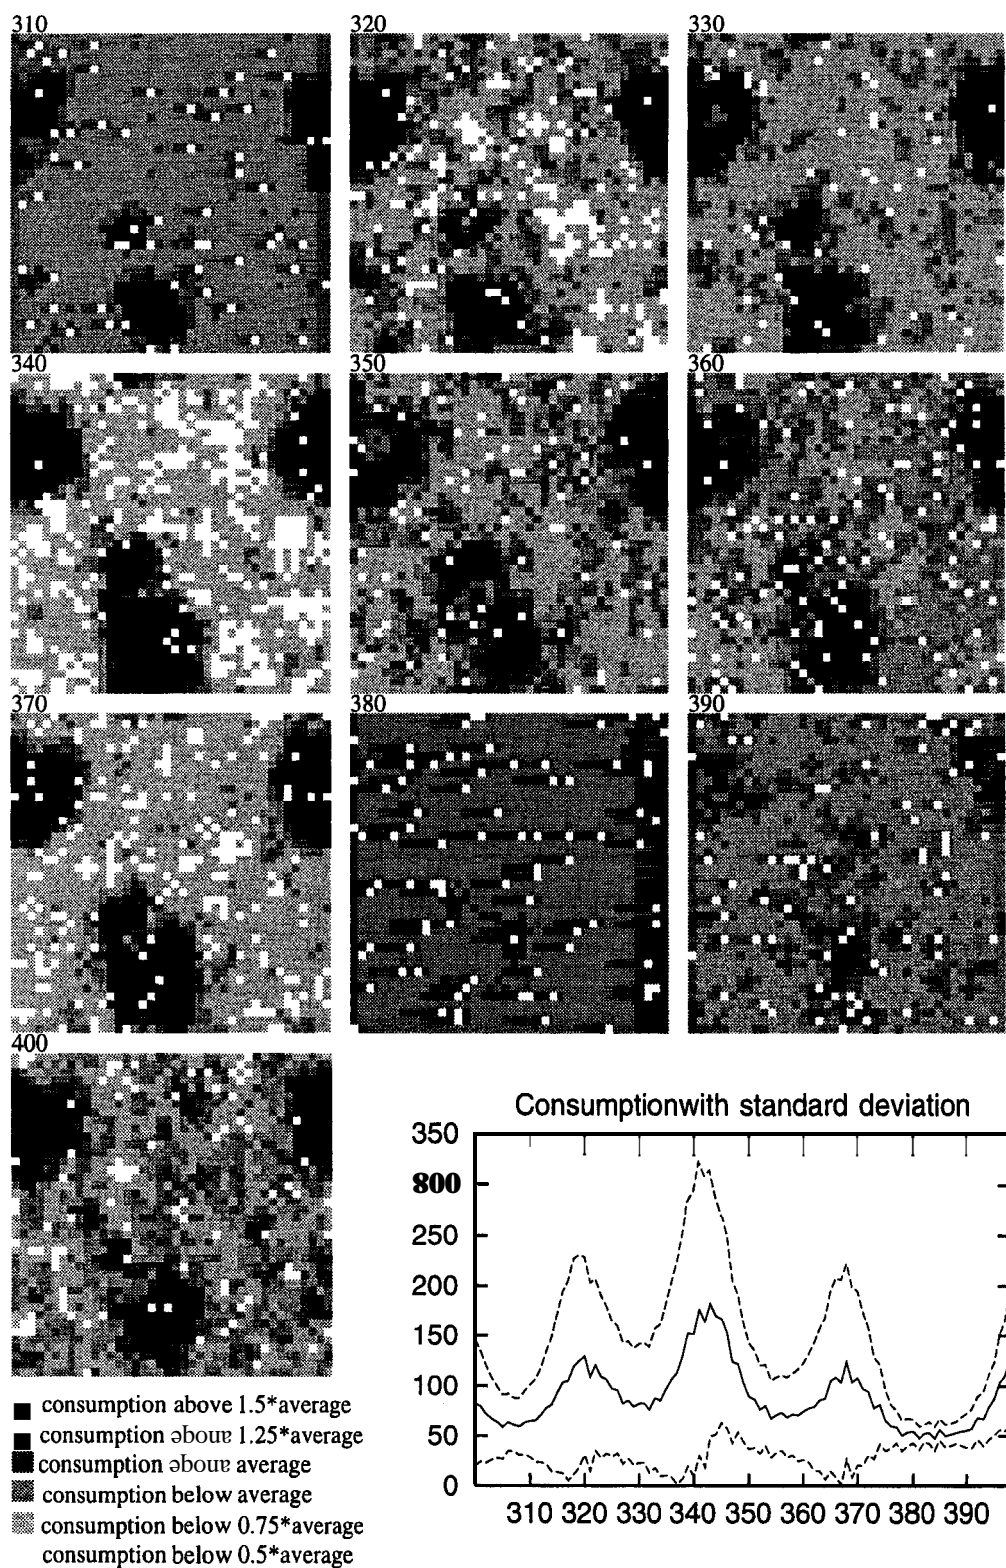 310
320
330
340
350
360
370
380
390
400
Consumptionwith standard deviation
350
800
250
200
150
100
50
0
310 320 330 340 350 360 370 380 390
consumption above 1.5*average
consumption ǝboue 1.25*average
consumption ǝboue average
consumption below average
consumption below 0.75*average
consumption below 0.5*average